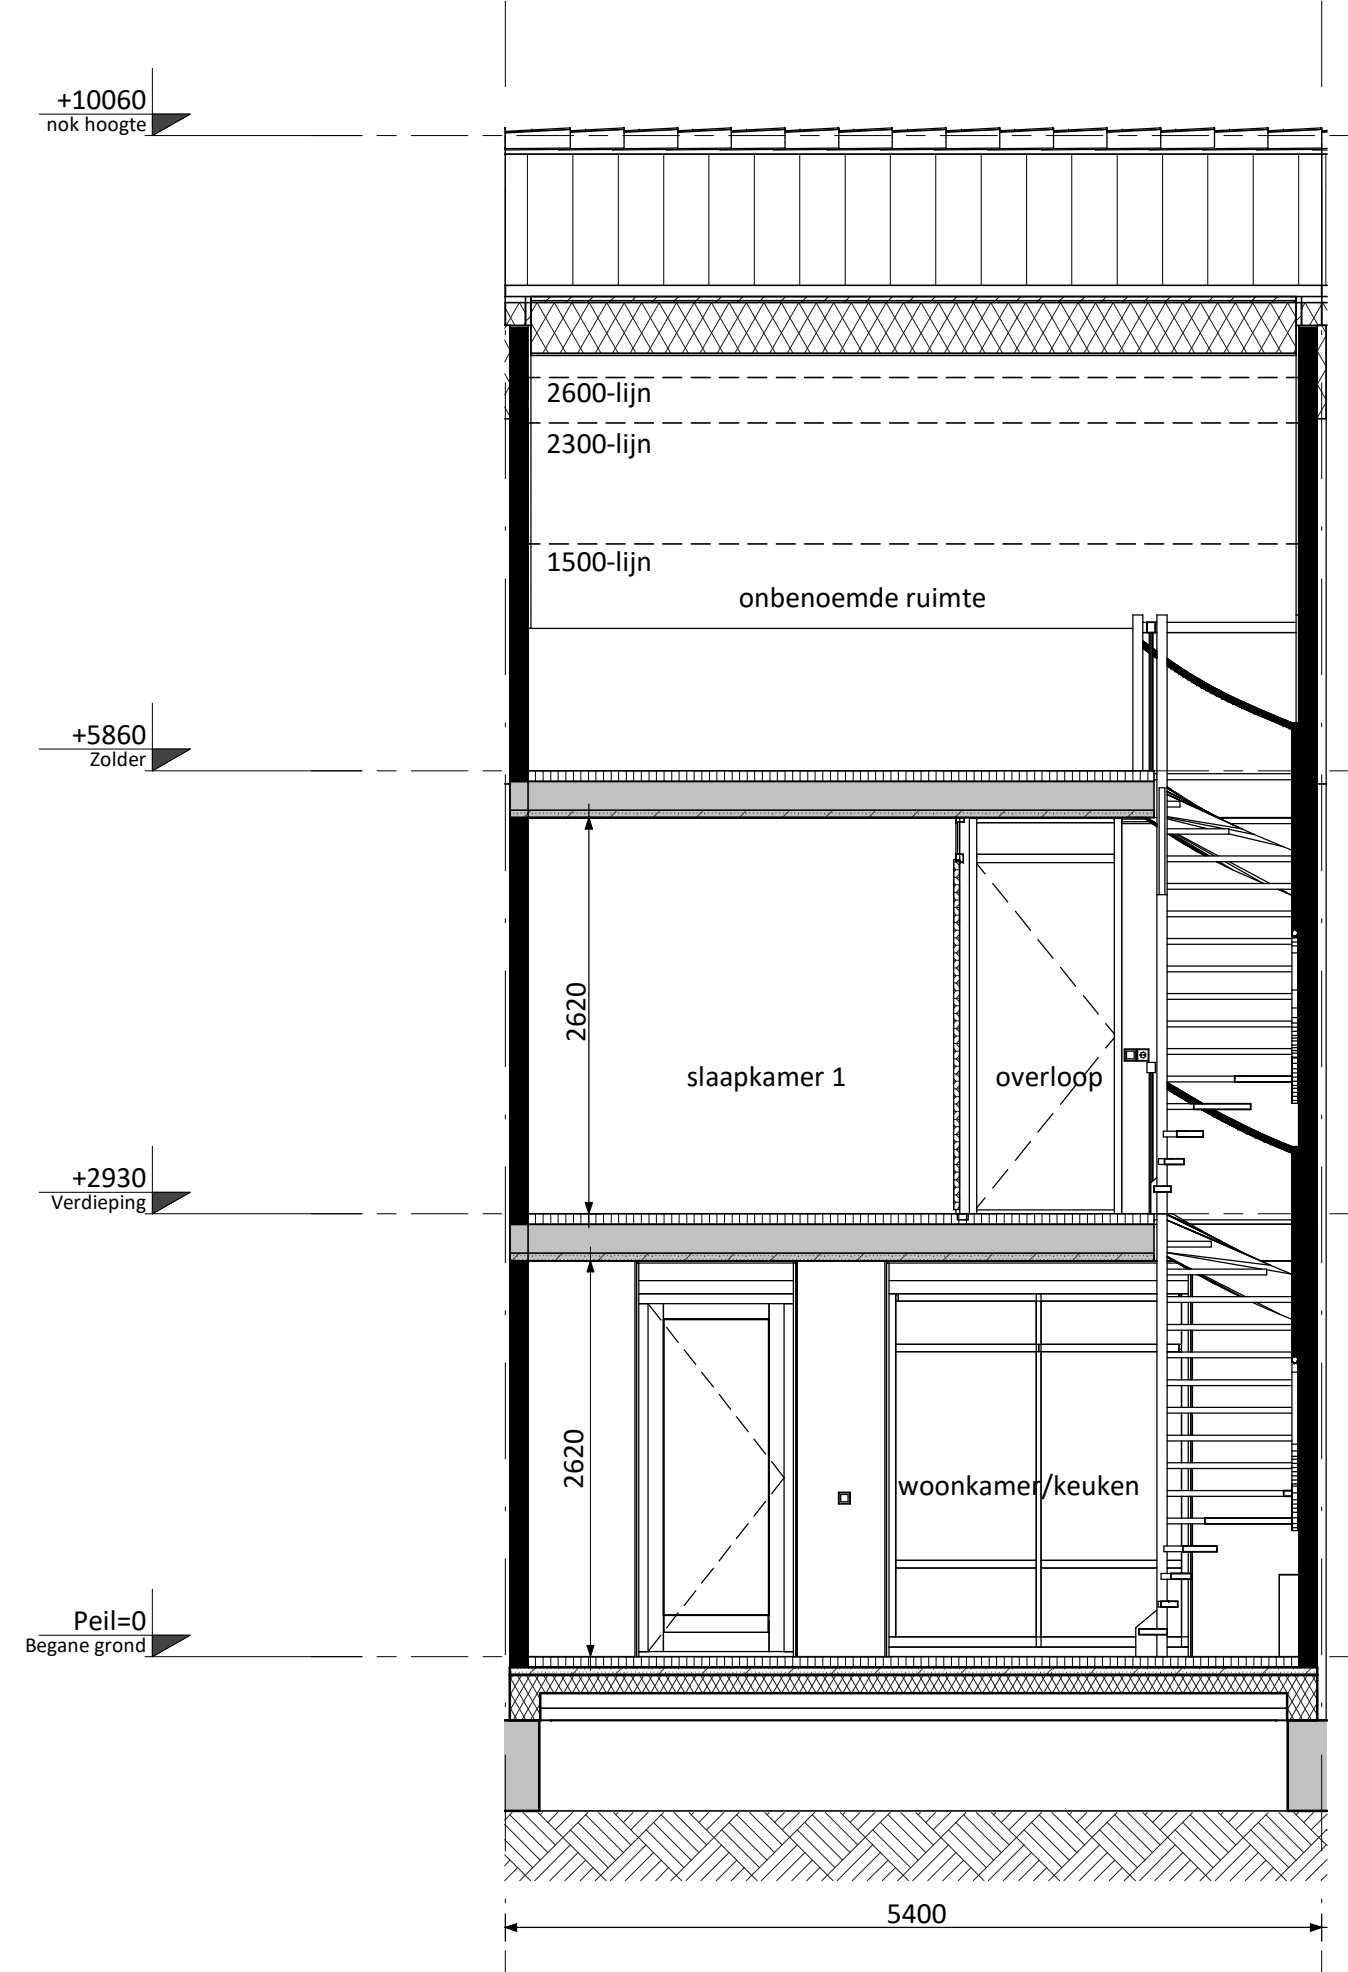 +10060
nok hoogte
2600-lijn
2300-lijn
1500-lijn
onbenoemde ruimte
+5860
Zolder
2620
slaapkamer 1
overloop
+2930
Verdieping
2620
woonkamer/keuken
Peil=0
Begane grond
5400